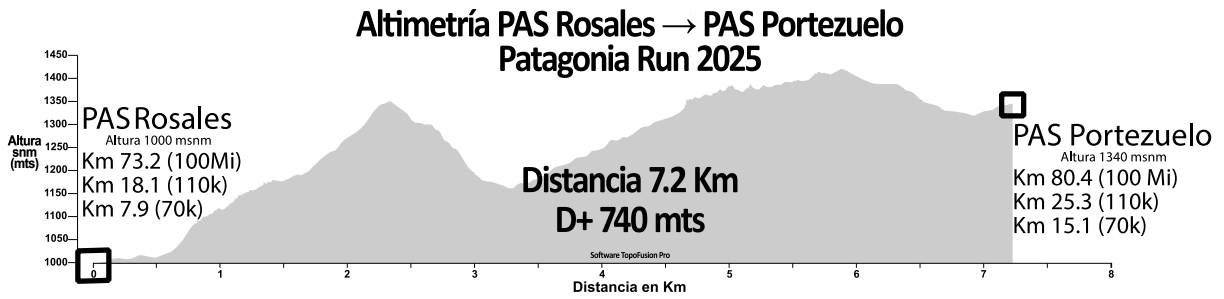 Altimetría PAS Rosales → PAS Portezuelo
Patagonia Run 2025
1450
1400
1350
1300
1250
1200
1150
1100
1050
1000
Altura
snm
(mts)
PAS Rosales
Altura 1000 msnm
Km 73.2 (100Mi)
Km 18.1 (110k)
Km 7.9 (70k)
Distancia 7.2 Km
D+ 740 mts
Software TopoFusion Pro
PAS Portezuelo
Altura 1340 msnm
Km 80.4 (100 Mi)
Km 25.3 (110k)
Km 15.1 (70k)
0 1 2 3 4 5 6 7 8
Distancia en Km